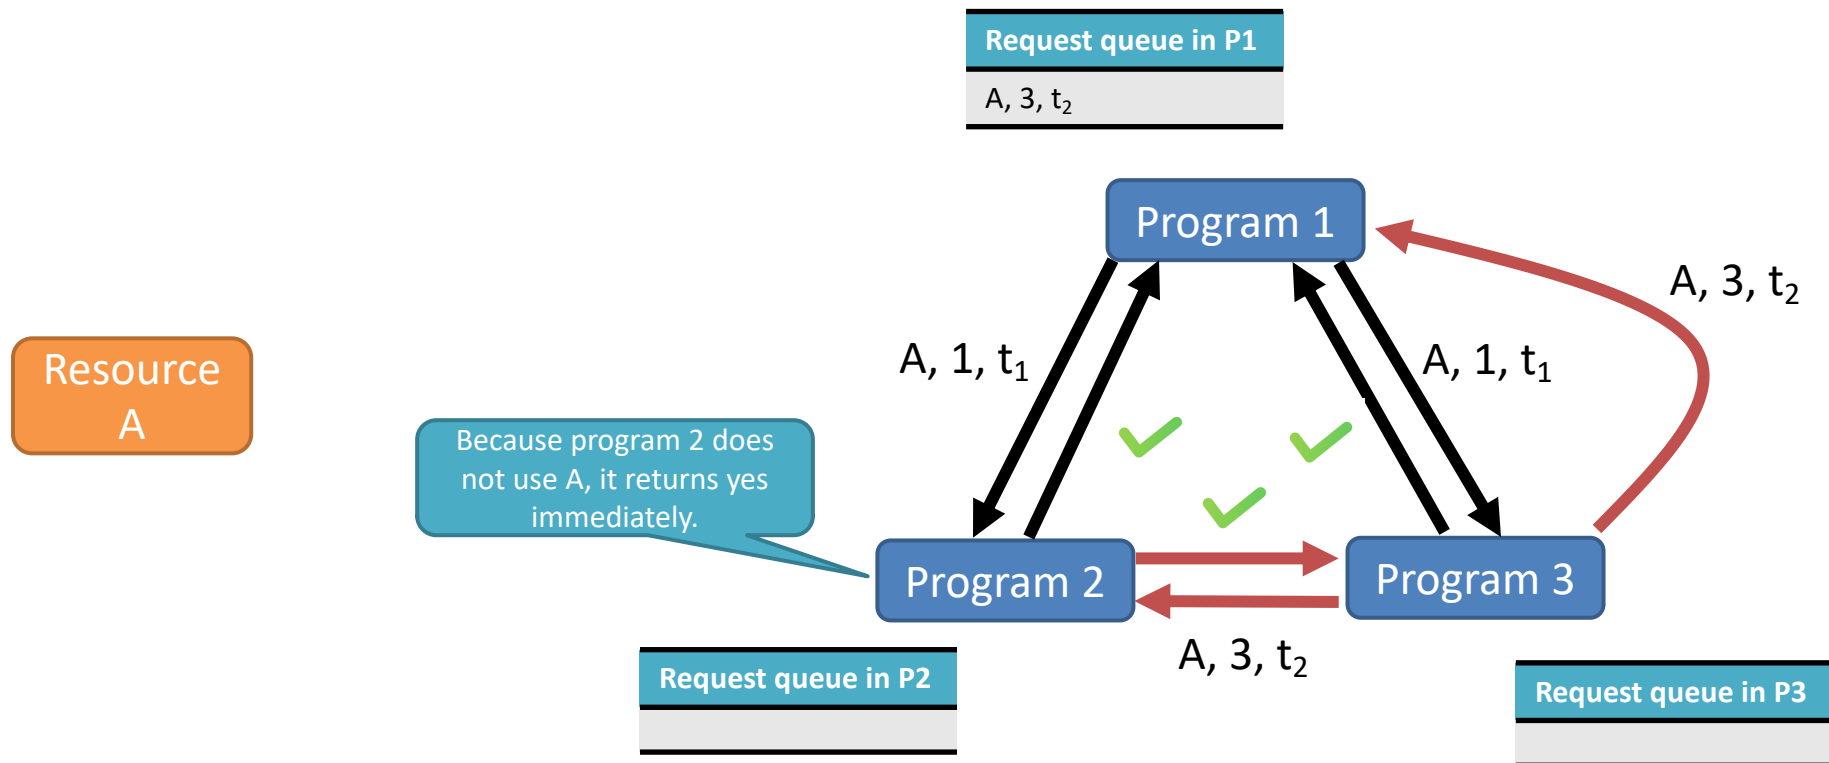 Request queue in P1
A, 3, t₂
Program 1
A, 3, t₂
Resource
A
A, 1, t₁
A, 1, t₁
Because program 2 does
not use A, it returns yes
immediately.
Program 2
Program 3
A, 3, t₂
Request queue in P2
Request queue in P3